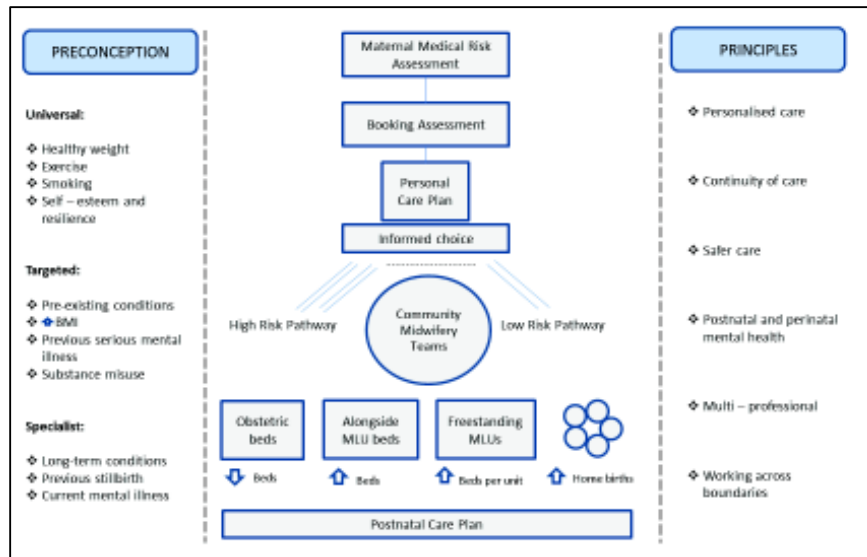 PRECONCEPTION
Universal:
❖ Healthy weight
❖ Exercise
❖ Smoking
❖ Self – esteem and
resilience
Targeted:
❖ Pre-existing conditions
❖ BMI
❖ Previous serious mental
illness
❖ Substance misuse
Specialist:
❖ Long-term conditions
❖ Previous stillbirth
❖ Current mental illness
Maternal Medical Risk
Assessment
Booking Assessment
Personal
Care Plan
Informed choice
High Risk Pathway
Community
Midwifery
Teams
Low Risk Pathway
Obstetric
beds
Alongside
MLU beds
Freestanding
MLUs
Beds
Beds
Beds per unit
Home births
Postnatal Care Plan
PRINCIPLES
❖ Personalised care
❖ Continuity of care
❖ Safer care
❖ Postnatal and perinatal
mental health
❖ Multi – professional
❖ Working across
boundaries